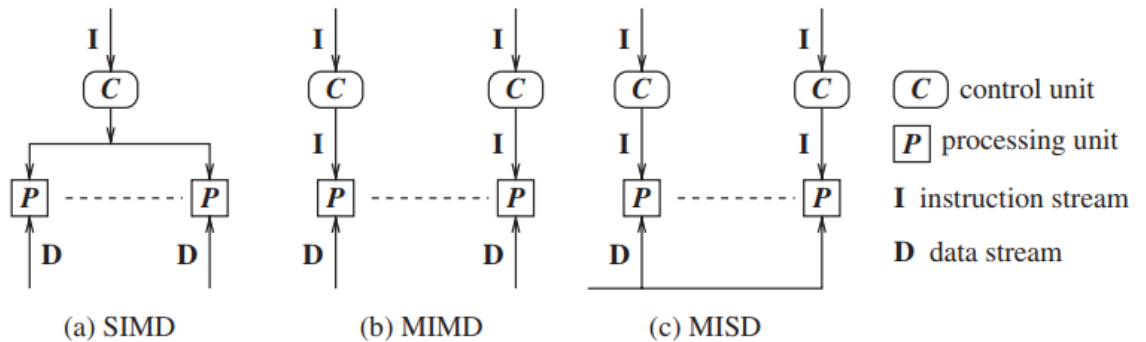 I I I I I
C C C C C
C control unit
I I I I
P processing unit
P P P P P P
I instruction stream
D D D D D
D data stream
(a) SIMD (b) MIMD (c) MISD